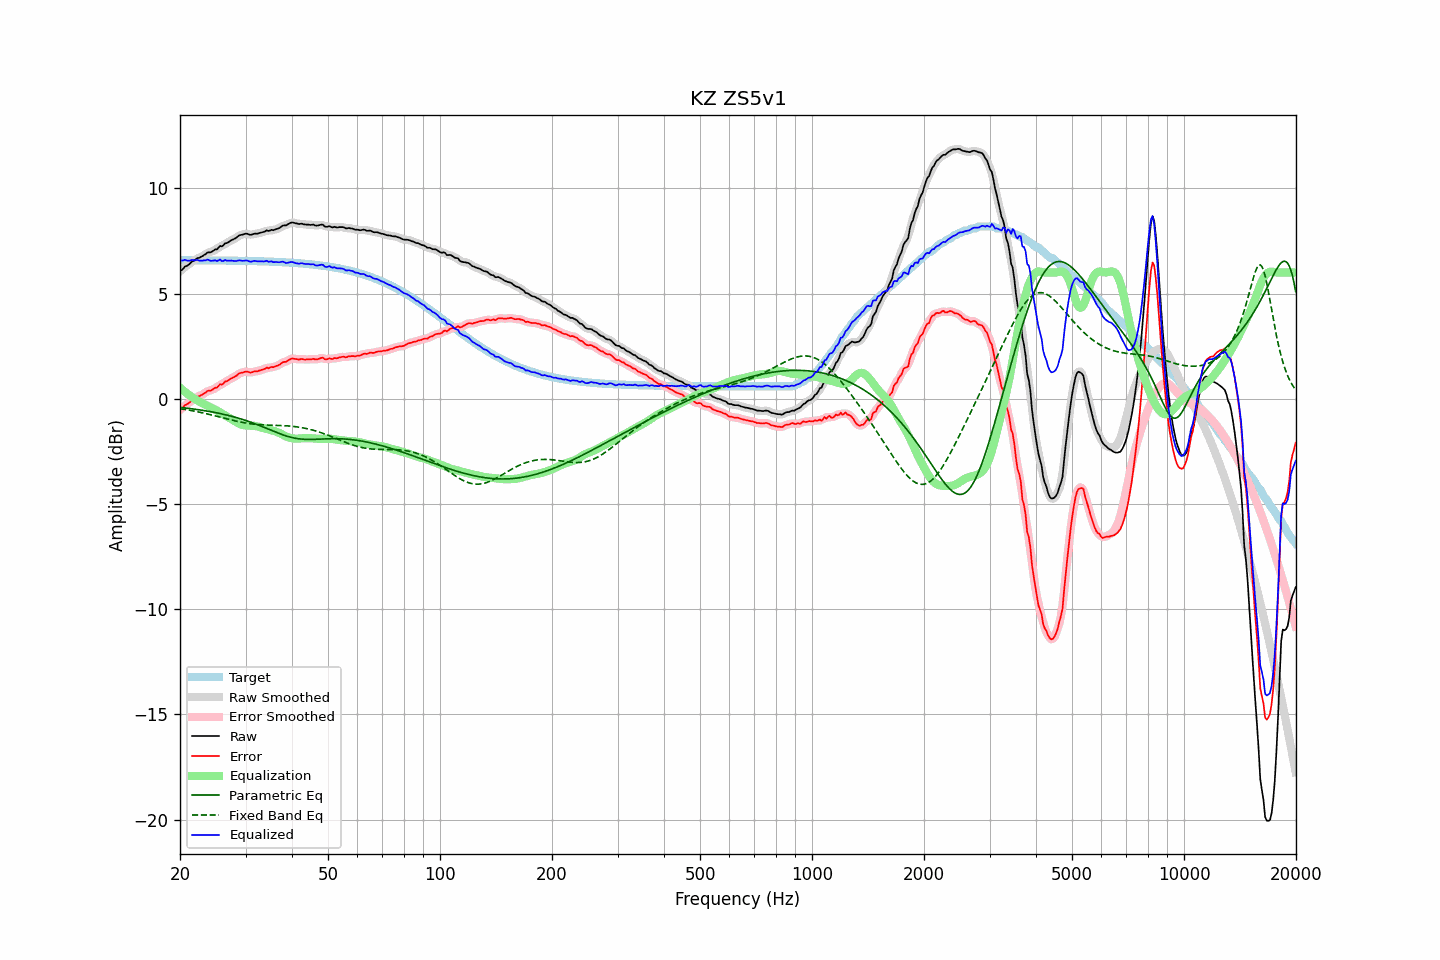 KZ ZS5v1
Amplitude (dBr)
10
5
0
−5
−10
−15
−20
Target
Raw Smoothed
Error Smoothed
Raw
Error
Equalization
Parametric Eq
Fixed Band Eq
Equalized
20 50 100 200 500 1000 2000 5000 10000 20000
Frequency (Hz)